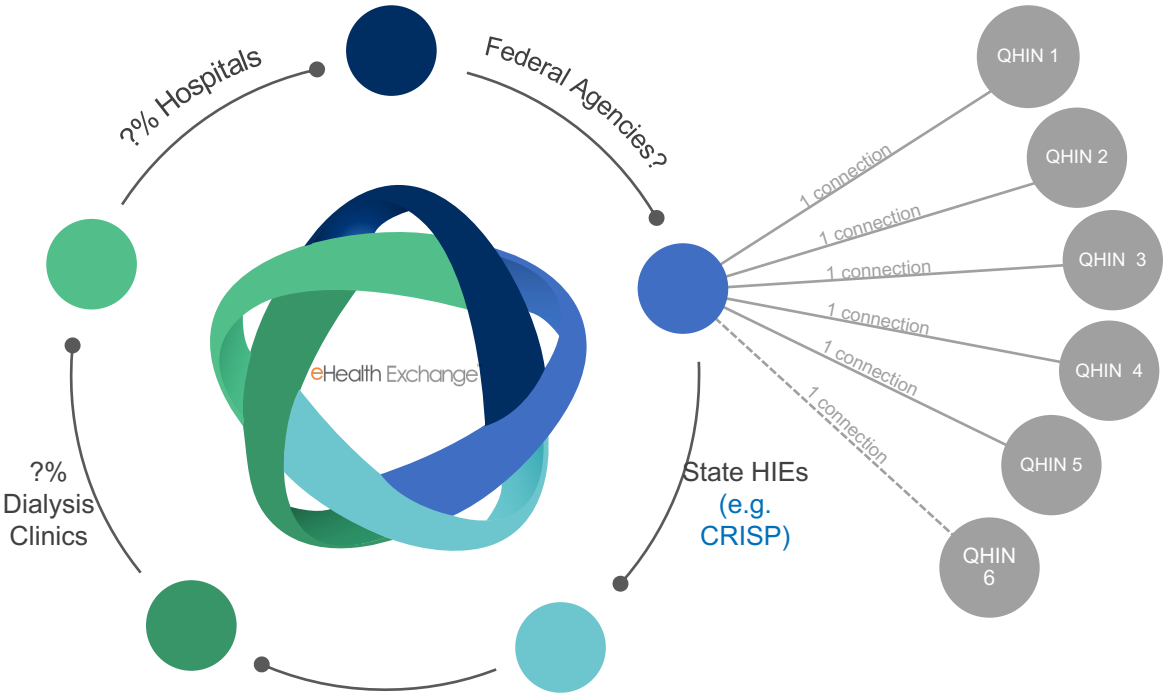 ?% Hospitals
Federal Agencies?
QHIN 1
QHIN 2
QHIN 3
QHIN 4
QHIN 5
QHIN
6
1 connection
1 connection
1 connection
1 connection
1 connection
1 connection
eHealth Exchange
?%
Dialysis
Clinics
State HIEs
(e.g.
CRISP)